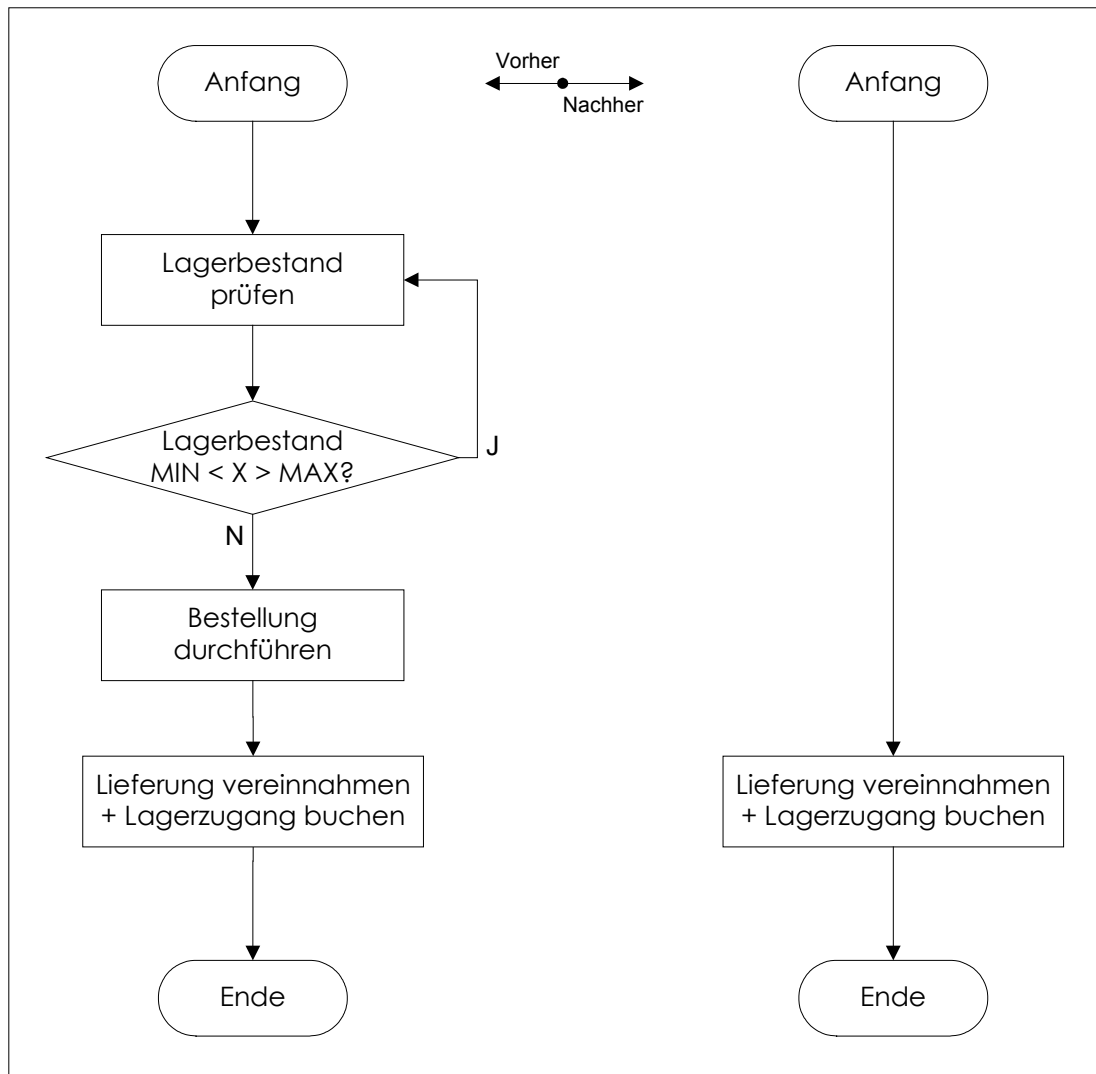 Anfang
Vorher
Nachher
Anfang
Lagerbestand
prüfen
Lagerbestand
MIN < X > MAX?
J
N
Bestellung
durchführen
Lieferung vereinnahmen
+ Lagerzugang buchen
Lieferung vereinnahmen
+ Lagerzugang buchen
Ende
Ende